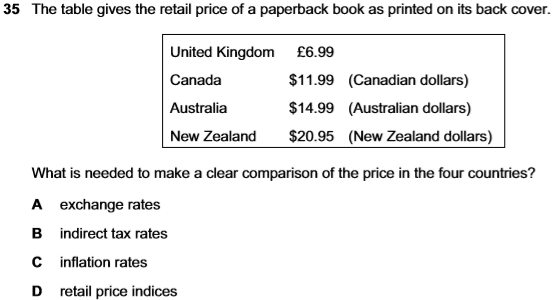 35 The table gives the retail price of a paperback book as printed on its back cover.
United Kingdom £6.99
Canada $11.99 (Canadian dollars)
Australia $14.99 (Australian dollars)
New Zealand $20.95 (New Zealand dollars)
What is needed to make a clear comparison of the price in the four countries?
A exchange rates
B indirect tax rates
C inflation rates
D retail price indices